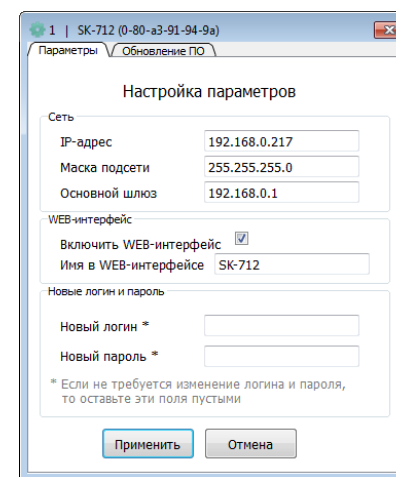 1 | SK-712 (0-80-a3-91-94-9a)
Параметры Обновление ПО
Настройка параметров
Сеть
IP-адрес 192.168.0.217
Маска подсети 255.255.255.0
Основной шлюз 192.168.0.1
WEB-интерфейс
Включить WEB-интерфейс
Имя в WEB-интерфейсе SK-712
Новые логин и пароль
Новый логин *
Новый пароль *
* Если не требуется изменение логина и пароля,
то оставьте эти поля пустыми
Применить Отмена